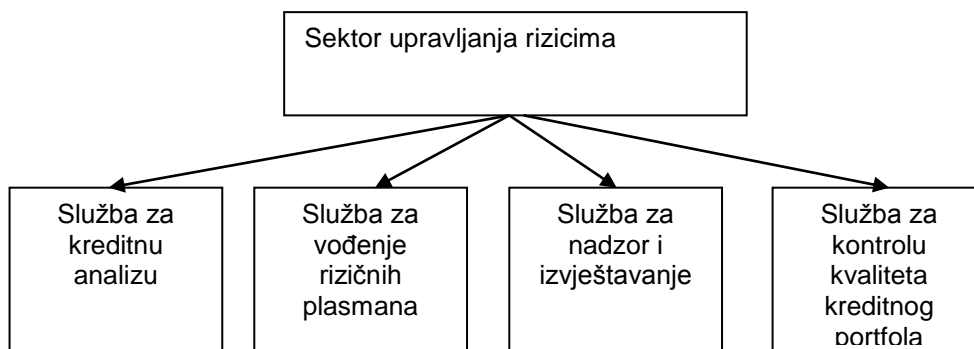 Sektor upravljanja rizicima
Služba za
kreditnu
analizu
Služba za
vođenje
rizičnih
plasmana
Služba za
nadzor i
izvještavanje
Služba za
kontrolu
kvaliteta
kreditnog
portfola